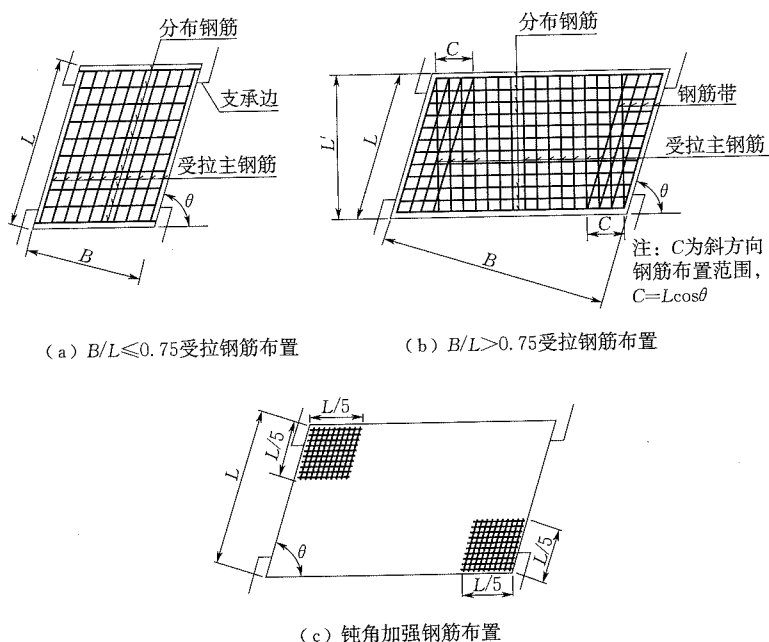 分布钢筋
支承边
L
受拉主钢筋
θ
B
(a) B/L≤0.75受拉钢筋布置
分布钢筋
C
钢筋带
L'
L
受拉主钢筋
θ
C
B
注：C为斜方向
钢筋布置范围，
C=Lcosθ
(b) B/L>0.75受拉钢筋布置
L/5
L/5
L
θ
L/5
L/5
(c) 钝角加强钢筋布置